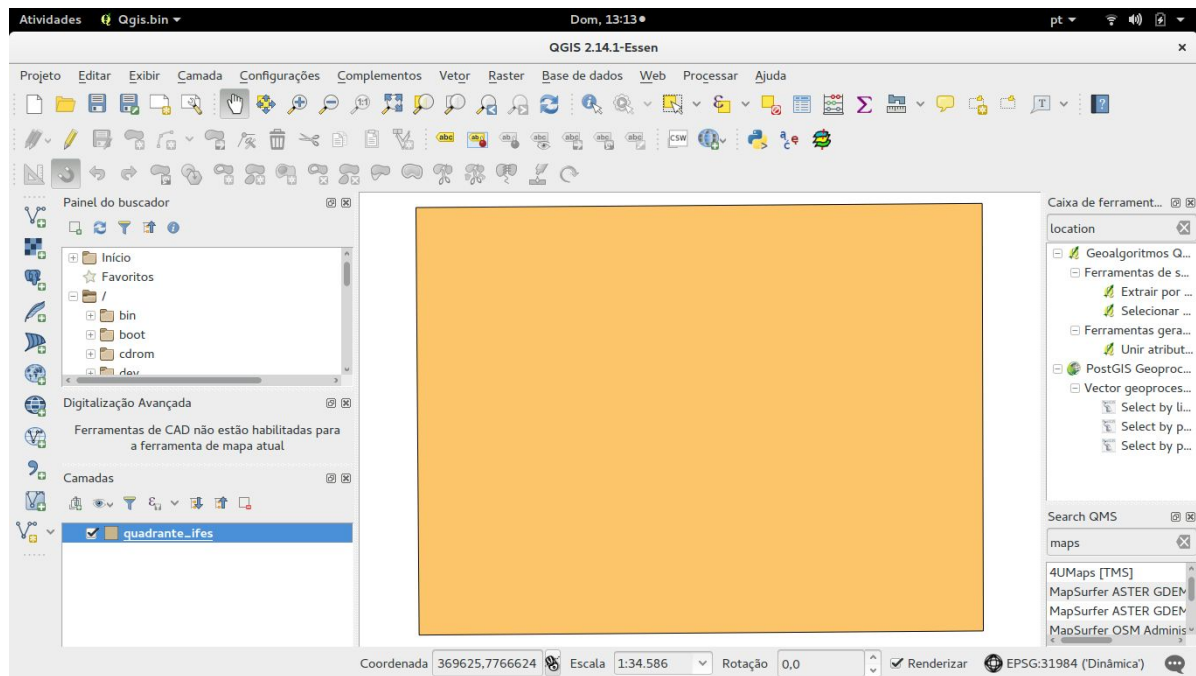 Atividades Qgis.bin Dom, 13:13 pt
QGIS 2.14.1-Essen
Projeto Editar Exibir Camada Configurações Complementos Vetor Raster Base de dados Web Processar Ajuda
Painel do buscador
Início
Favoritos
/
bin
boot
cdrom
dev
Digitalização Avançada
Ferramentas de CAD não estão habilitadas para
a ferramenta de mapa atual
Camadas
quadrante_ifes
Caixa de ferrament...
location
Geoalgoritmos Q...
Ferramentas de s...
Extrair por ...
Selecionar ...
Ferramentas gera...
Unir atribut...
PostGIS Geoproc...
Vector geoproces...
Select by li...
Select by p...
Select by p...
Search QMS
maps
4UMaps [TMS]
MapSurfer ASTER GDEM
MapSurfer ASTER GDEM
MapSurfer OSM Adminis
Coordenada 369625,7766624 Escala 1:34.586 Rotação 0,0 Renderizar EPSG:31984 ('Dinâmica')